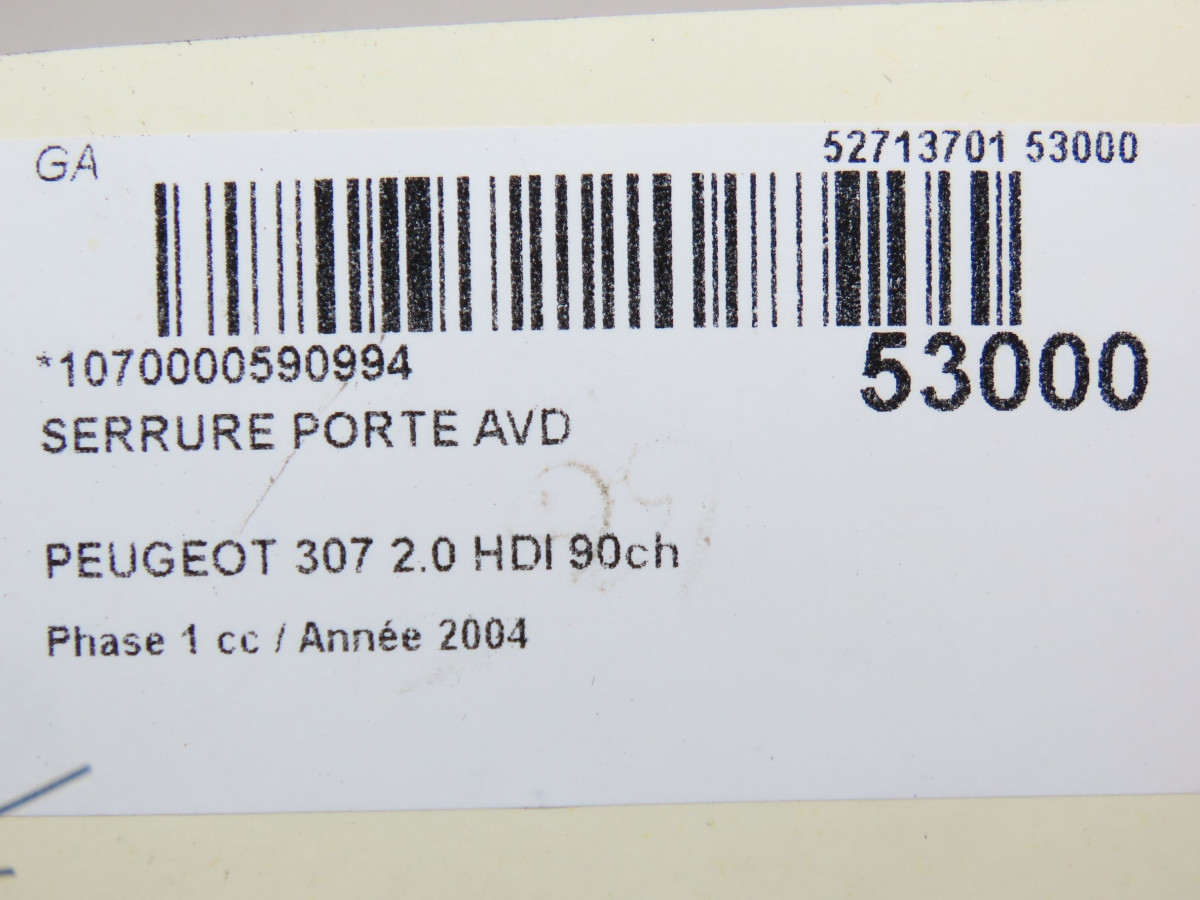 GA
52713701 53000
*1070000590994
53000
SERRURE PORTE AVD
PEUGEOT 307 2.0 HDI 90ch
Phase 1 cc / Année 2004